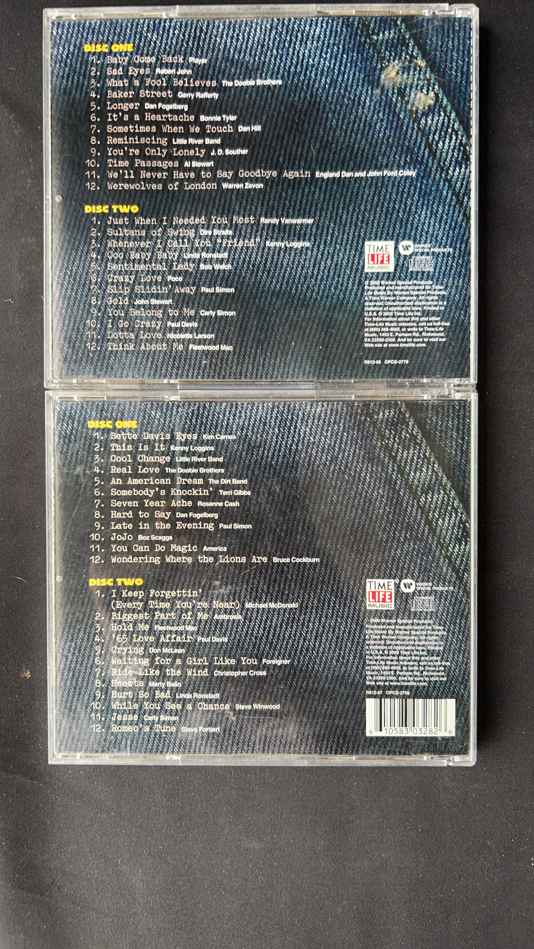 DISC ONE
1. Baby Come Back Player
2. Sad Eyes Robert John
3. What a Fool Believes The Doobie Brothers
4. Baker Street Gerry Rafferty
5. Longer Dan Fogelberg
6. It's a Heartache Bonnie Tyler
7. Sometimes When We Touch Dan Hill
8. Reminiscing Little River Band
9. You're Only Lonely J. D. Souther
10. Time Passages Al Stewart
11. We'll Never Have to Say Goodbye Again England Dan and John Ford Coley
12. Werewolves of London Warren Zevon
DISC TWO
1. Just When I Needed You Most Randy Vanwarmer
2. Sultans of Swing Dire Straits
3. Whenever I Call You "Friend" Kenny Loggins
4. Ooo Baby Baby Linda Ronstadt
5. Sentimental Lady Bob Welch
6. Crazy Love Poco
7. Slip Slidin' Away Paul Simon
8. Gold John Stewart
9. You Belong to Me Carly Simon
10. I Go Crazy Paul Davis
11. Lotta Love Nicolette Larson
12. Think About Me Fleetwood Mac
TIME
LIFE
MUSIC
DISC ONE
1. Bette Davis Eyes Kim Carnes
2. This Is It Kenny Loggins
3. Cool Change Little River Band
4. Real Love The Doobie Brothers
5. An American Dream The Dirt Band
6. Somebody's Knockin' Terri Gibbs
7. Seven Year Ache Rosanne Cash
8. Hard to Say Dan Fogelberg
9. Late in the Evening Paul Simon
10. JoJo Boz Scaggs
11. You Can Do Magic America
12. Wondering Where the Lions Are Bruce Cockburn
DISC TWO
1. I Keep Forgettin'
(Every Time You're Near) Michael McDonald
2. Biggest Part of Me Ambrosia
3. Hold Me Fleetwood Mac
4. '65 Love Affair Paul Davis
5. Crying Don McLean
6. Waiting for a Girl Like You Foreigner
7. Ride Like the Wind Christopher Cross
8. Hearts Marty Balin
9. Hurt So Bad Linda Ronstadt
10. While You See a Chance Steve Winwood
11. Jesse Carly Simon
12. Romeo's Tune Steve Forbert
TIME
LIFE
MUSIC